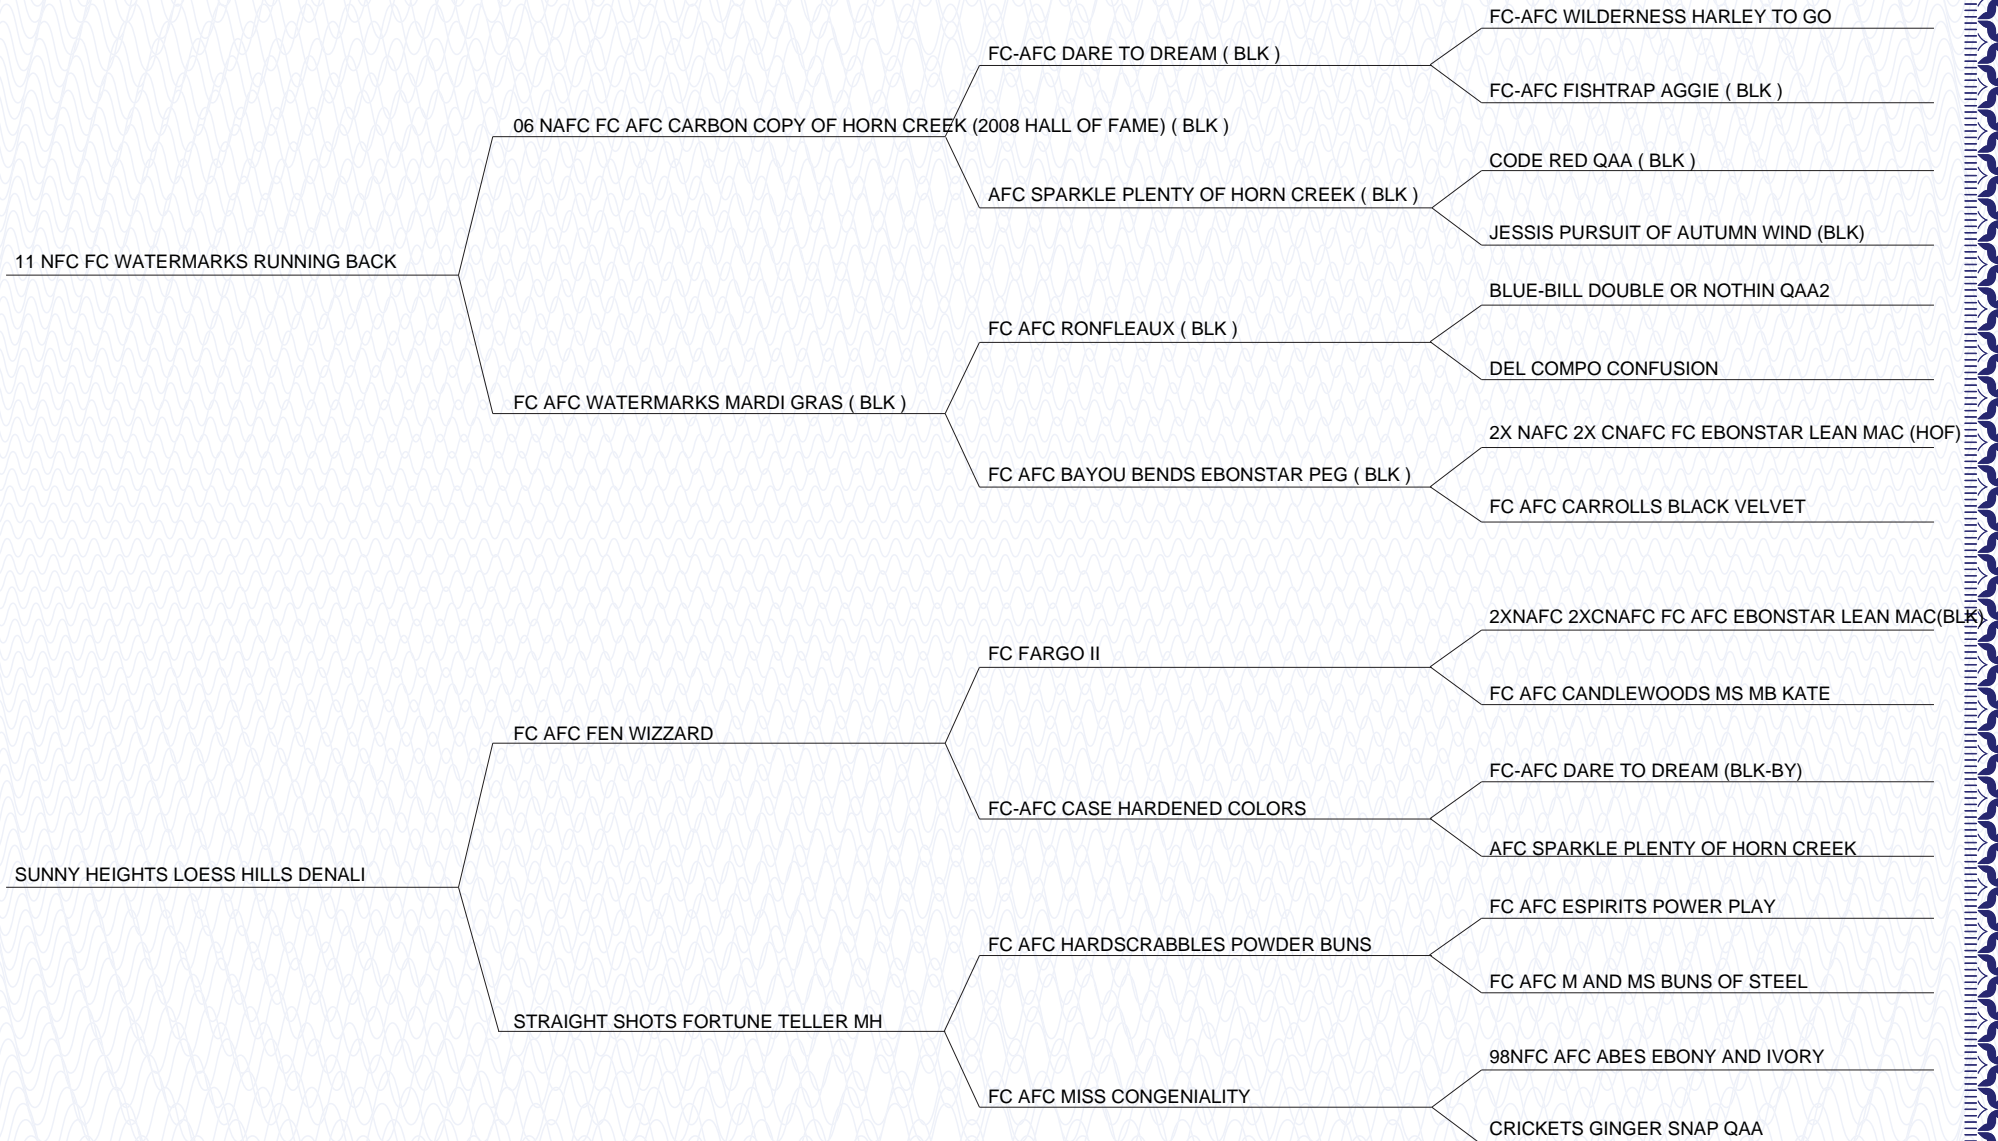 FC-AFC WILDERNESS HARLEY TO GO
FC-AFC DARE TO DREAM ( BLK )
FC-AFC FISHTRAP AGGIE ( BLK )
06 NAFC FC AFC CARBON COPY OF HORN CREEK (2008 HALL OF FAME) ( BLK )
CODE RED QAA ( BLK )
AFC SPARKLE PLENTY OF HORN CREEK ( BLK )
JESSIS PURSUIT OF AUTUMN WIND (BLK)
11 NFC FC WATERMARKS RUNNING BACK
BLUE-BILL DOUBLE OR NOTHIN QAA2
FC AFC RONFLEAUX ( BLK )
DEL COMPO CONFUSION
FC AFC WATERMARKS MARDI GRAS ( BLK )
2X NAFC 2X CNAFC FC EBONSTAR LEAN MAC (HOF)
FC AFC BAYOU BENDS EBONSTAR PEG ( BLK )
FC AFC CARROLLS BLACK VELVET
2XNAFC 2XCNAFC FC AFC EBONSTAR LEAN MAC(BLK)
FC FARGO II
FC AFC CANDLEWOODS MS MB KATE
FC AFC FEN WIZZARD
FC-AFC DARE TO DREAM (BLK-BY)
FC-AFC CASE HARDENED COLORS
AFC SPARKLE PLENTY OF HORN CREEK
SUNNY HEIGHTS LOESS HILLS DENALI
FC AFC ESPIRITS POWER PLAY
FC AFC HARDSCRABBLES POWDER BUNS
FC AFC M AND MS BUNS OF STEEL
STRAIGHT SHOTS FORTUNE TELLER MH
98NFC AFC ABES EBONY AND IVORY
FC AFC MISS CONGENIALITY
CRICKETS GINGER SNAP QAA